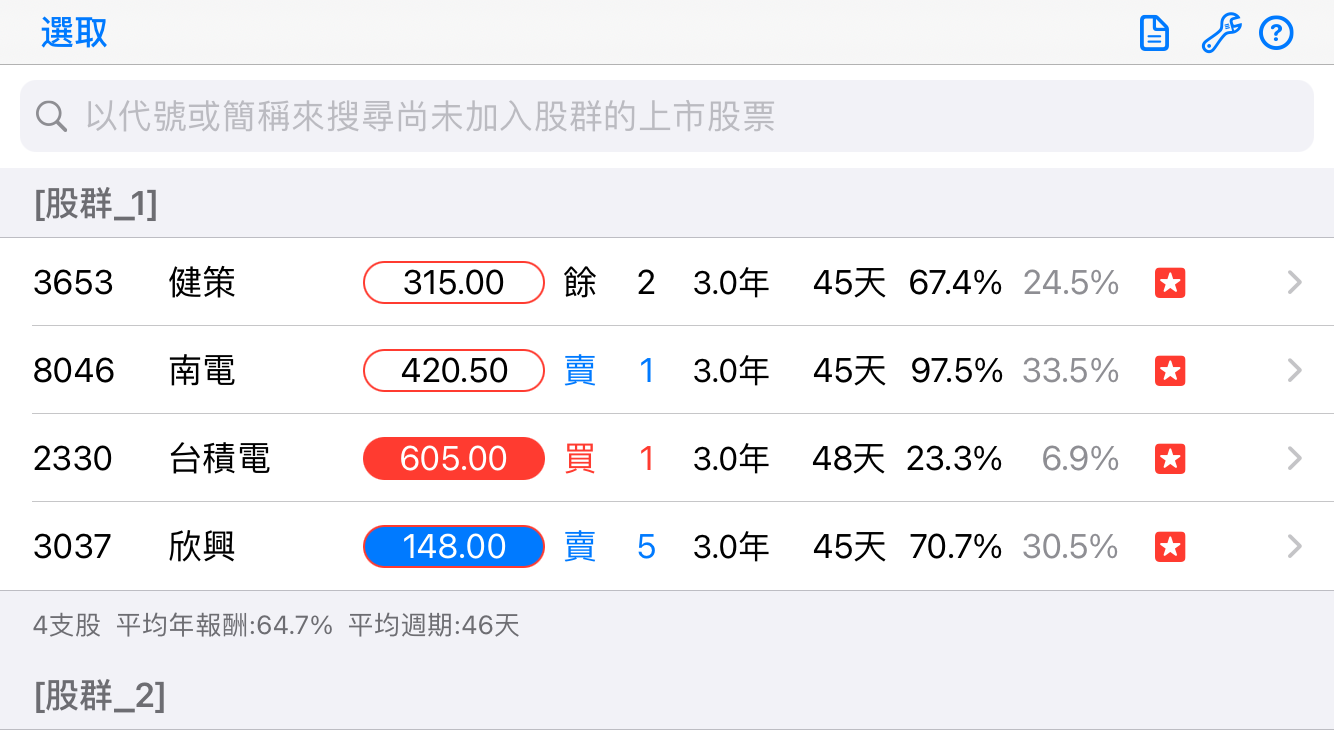 選取
以代號或簡稱來搜尋尚未加入股群的上市股票
[股群_1]
3653 健策 315.00 餘 2 3.0年 45天 67.4% 24.5%
8046 南電 420.50 賣 1 3.0年 45天 97.5% 33.5%
2330 台積電 605.00 買 1 3.0年 48天 23.3% 6.9%
3037 欣興 148.00 賣 5 3.0年 45天 70.7% 30.5%
4支股 平均年報酬:64.7% 平均週期:46天
[股群_2]